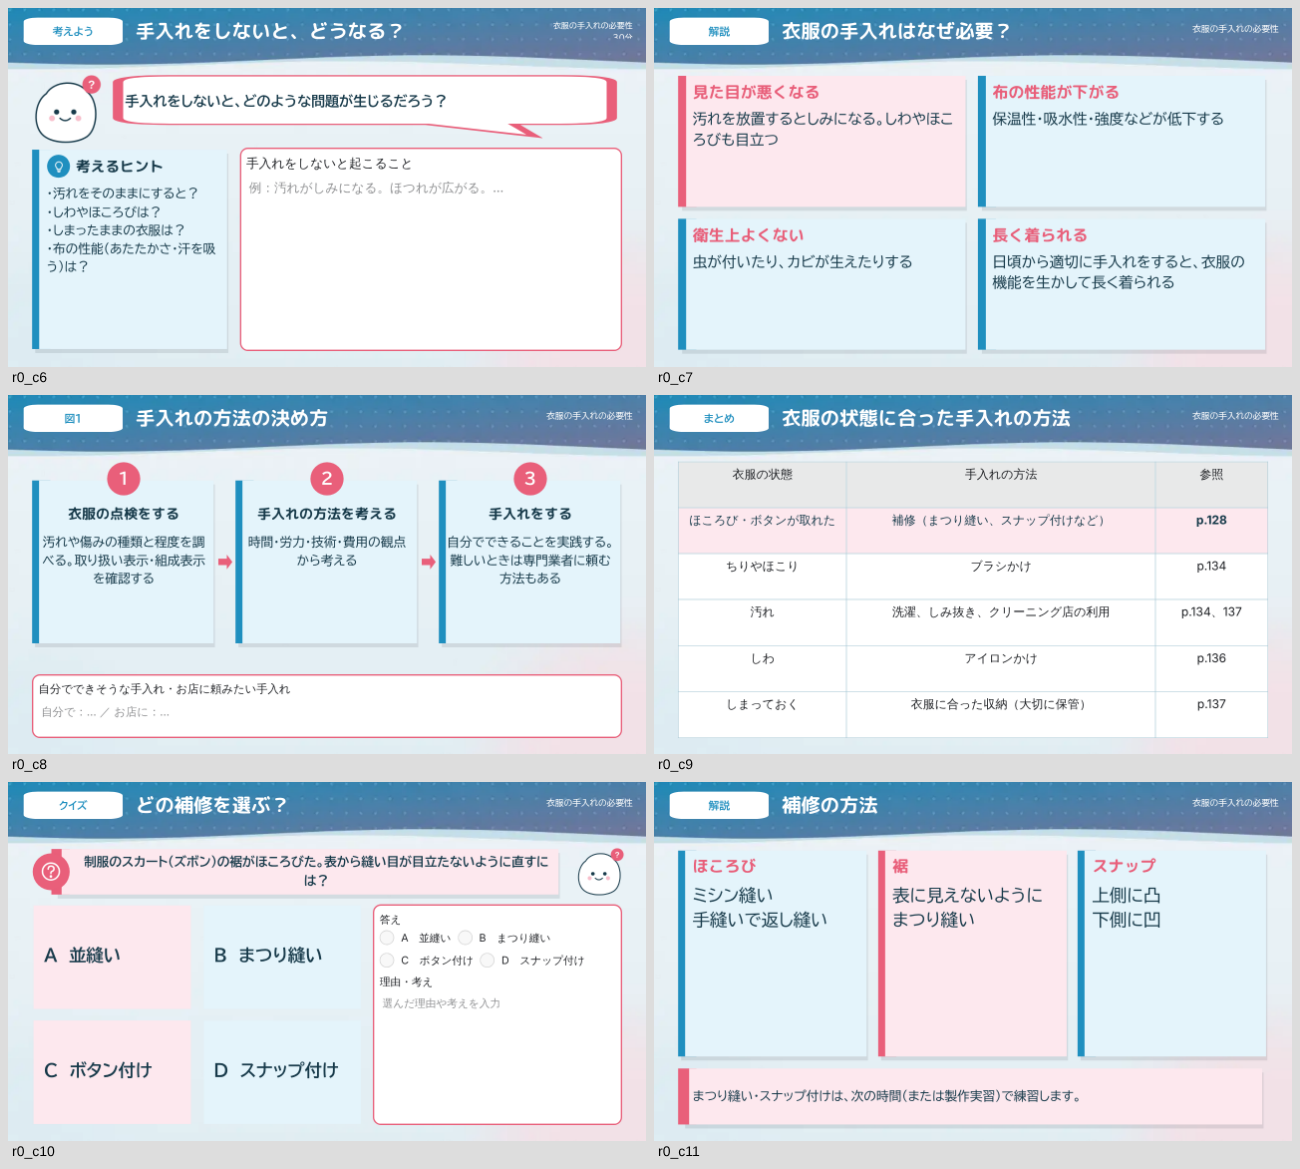 考えよう
手入れをしないと、どうなる？
衣服の手入れの必要性
30分
?
手入れをしないと、どのような問題が生じるだろう？
考えるヒント
・汚れをそのままにすると？
・しわやほころびは？
・しまったままの衣服は？
・布の性能(あたたかさ・汗を吸
う)は？
手入れをしないと起こること
例：汚れがしみになる。ほつれが広がる。…
r0_c6
解説
衣服の手入れはなぜ必要？
衣服の手入れの必要性
見た目が悪くなる
汚れを放置するとしみになる。しわやほこ
ろびも目立つ
布の性能が下がる
保温性・吸水性・強度などが低下する
衛生上よくない
虫が付いたり、カビが生えたりする
長く着られる
日頃から適切に手入れをすると、衣服の
機能を生かして長く着られる
r0_c7
図1
手入れの方法の決め方
衣服の手入れの必要性
1
衣服の点検をする
汚れや傷みの種類と程度を調
べる。取り扱い表示・組成表示
を確認する
2
手入れの方法を考える
時間・労力・技術・費用の観点
から考える
3
手入れをする
自分でできることを実践する。
難しいときは専門業者に頼む
方法もある
自分でできそうな手入れ・お店に頼みたい手入れ
自分で：… ／ お店に：…
r0_c8
まとめ
衣服の状態に合った手入れの方法
衣服の手入れの必要性
衣服の状態 手入れの方法 参照
ほころび・ボタンが取れた 補修（まつり縫い、スナップ付けなど） p.128
ちりやほこり ブラシかけ p.134
汚れ 洗濯、しみ抜き、クリーニング店の利用 p.134、137
しわ アイロンかけ p.136
しまっておく 衣服に合った収納（大切に保管） p.137
r0_c9
クイズ
どの補修を選ぶ？
衣服の手入れの必要性
?
制服のスカート(ズボン)の裾がほころびた。表から縫い目が目立たないように直すに
は？
?
A 並縫い
B まつり縫い
C ボタン付け
D スナップ付け
答え
A 並縫い B まつり縫い
C ボタン付け D スナップ付け
理由・考え
選んだ理由や考えを入力
r0_c10
解説
補修の方法
衣服の手入れの必要性
ほころび
ミシン縫い
手縫いで返し縫い
裾
表に見えないように
まつり縫い
スナップ
上側に凸
下側に凹
まつり縫い・スナップ付けは、次の時間(または製作実習)で練習します。
r0_c11